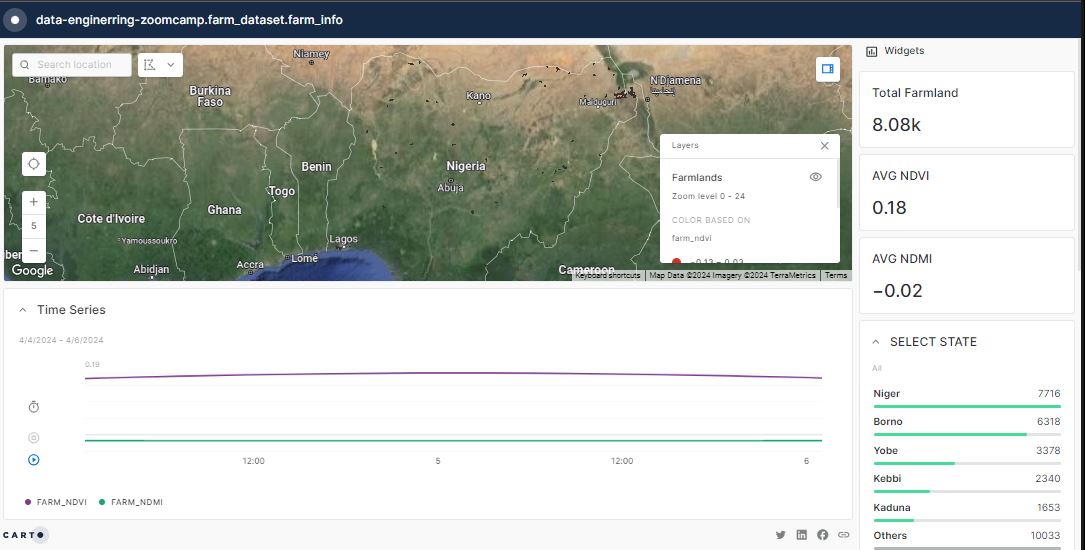 data-enginerring-zoomcamp.farm_dataset.farm_info
Search location
Bamako
Niamey
Burkina
Faso
Kano
Maiduguri
N'Djamena
Benin
Nigeria
Abuja
Togo
Ghana
Côte d'Ivoire
Yamoussoukro
Lagos
Accra
Lomé
Abidjan
Cameroon
5
Google
Keyboard shortcuts
Map Data ©2024 Imagery ©2024 TerraMetrics
Terms
Layers
Farmlands
Zoom level 0 - 24
COLOR BASED ON
farm_ndvi
Time Series
4/4/2024 - 4/6/2024
0.19
12:00
5
12:00
6
FARM_NDVI
FARM_NDMI
CARTO
Widgets
Total Farmland
8.08k
AVG NDVI
0.18
AVG NDMI
−0.02
SELECT STATE
All
Niger 7716
Borno 6318
Yobe 3378
Kebbi 2340
Kaduna 1653
Others 10033